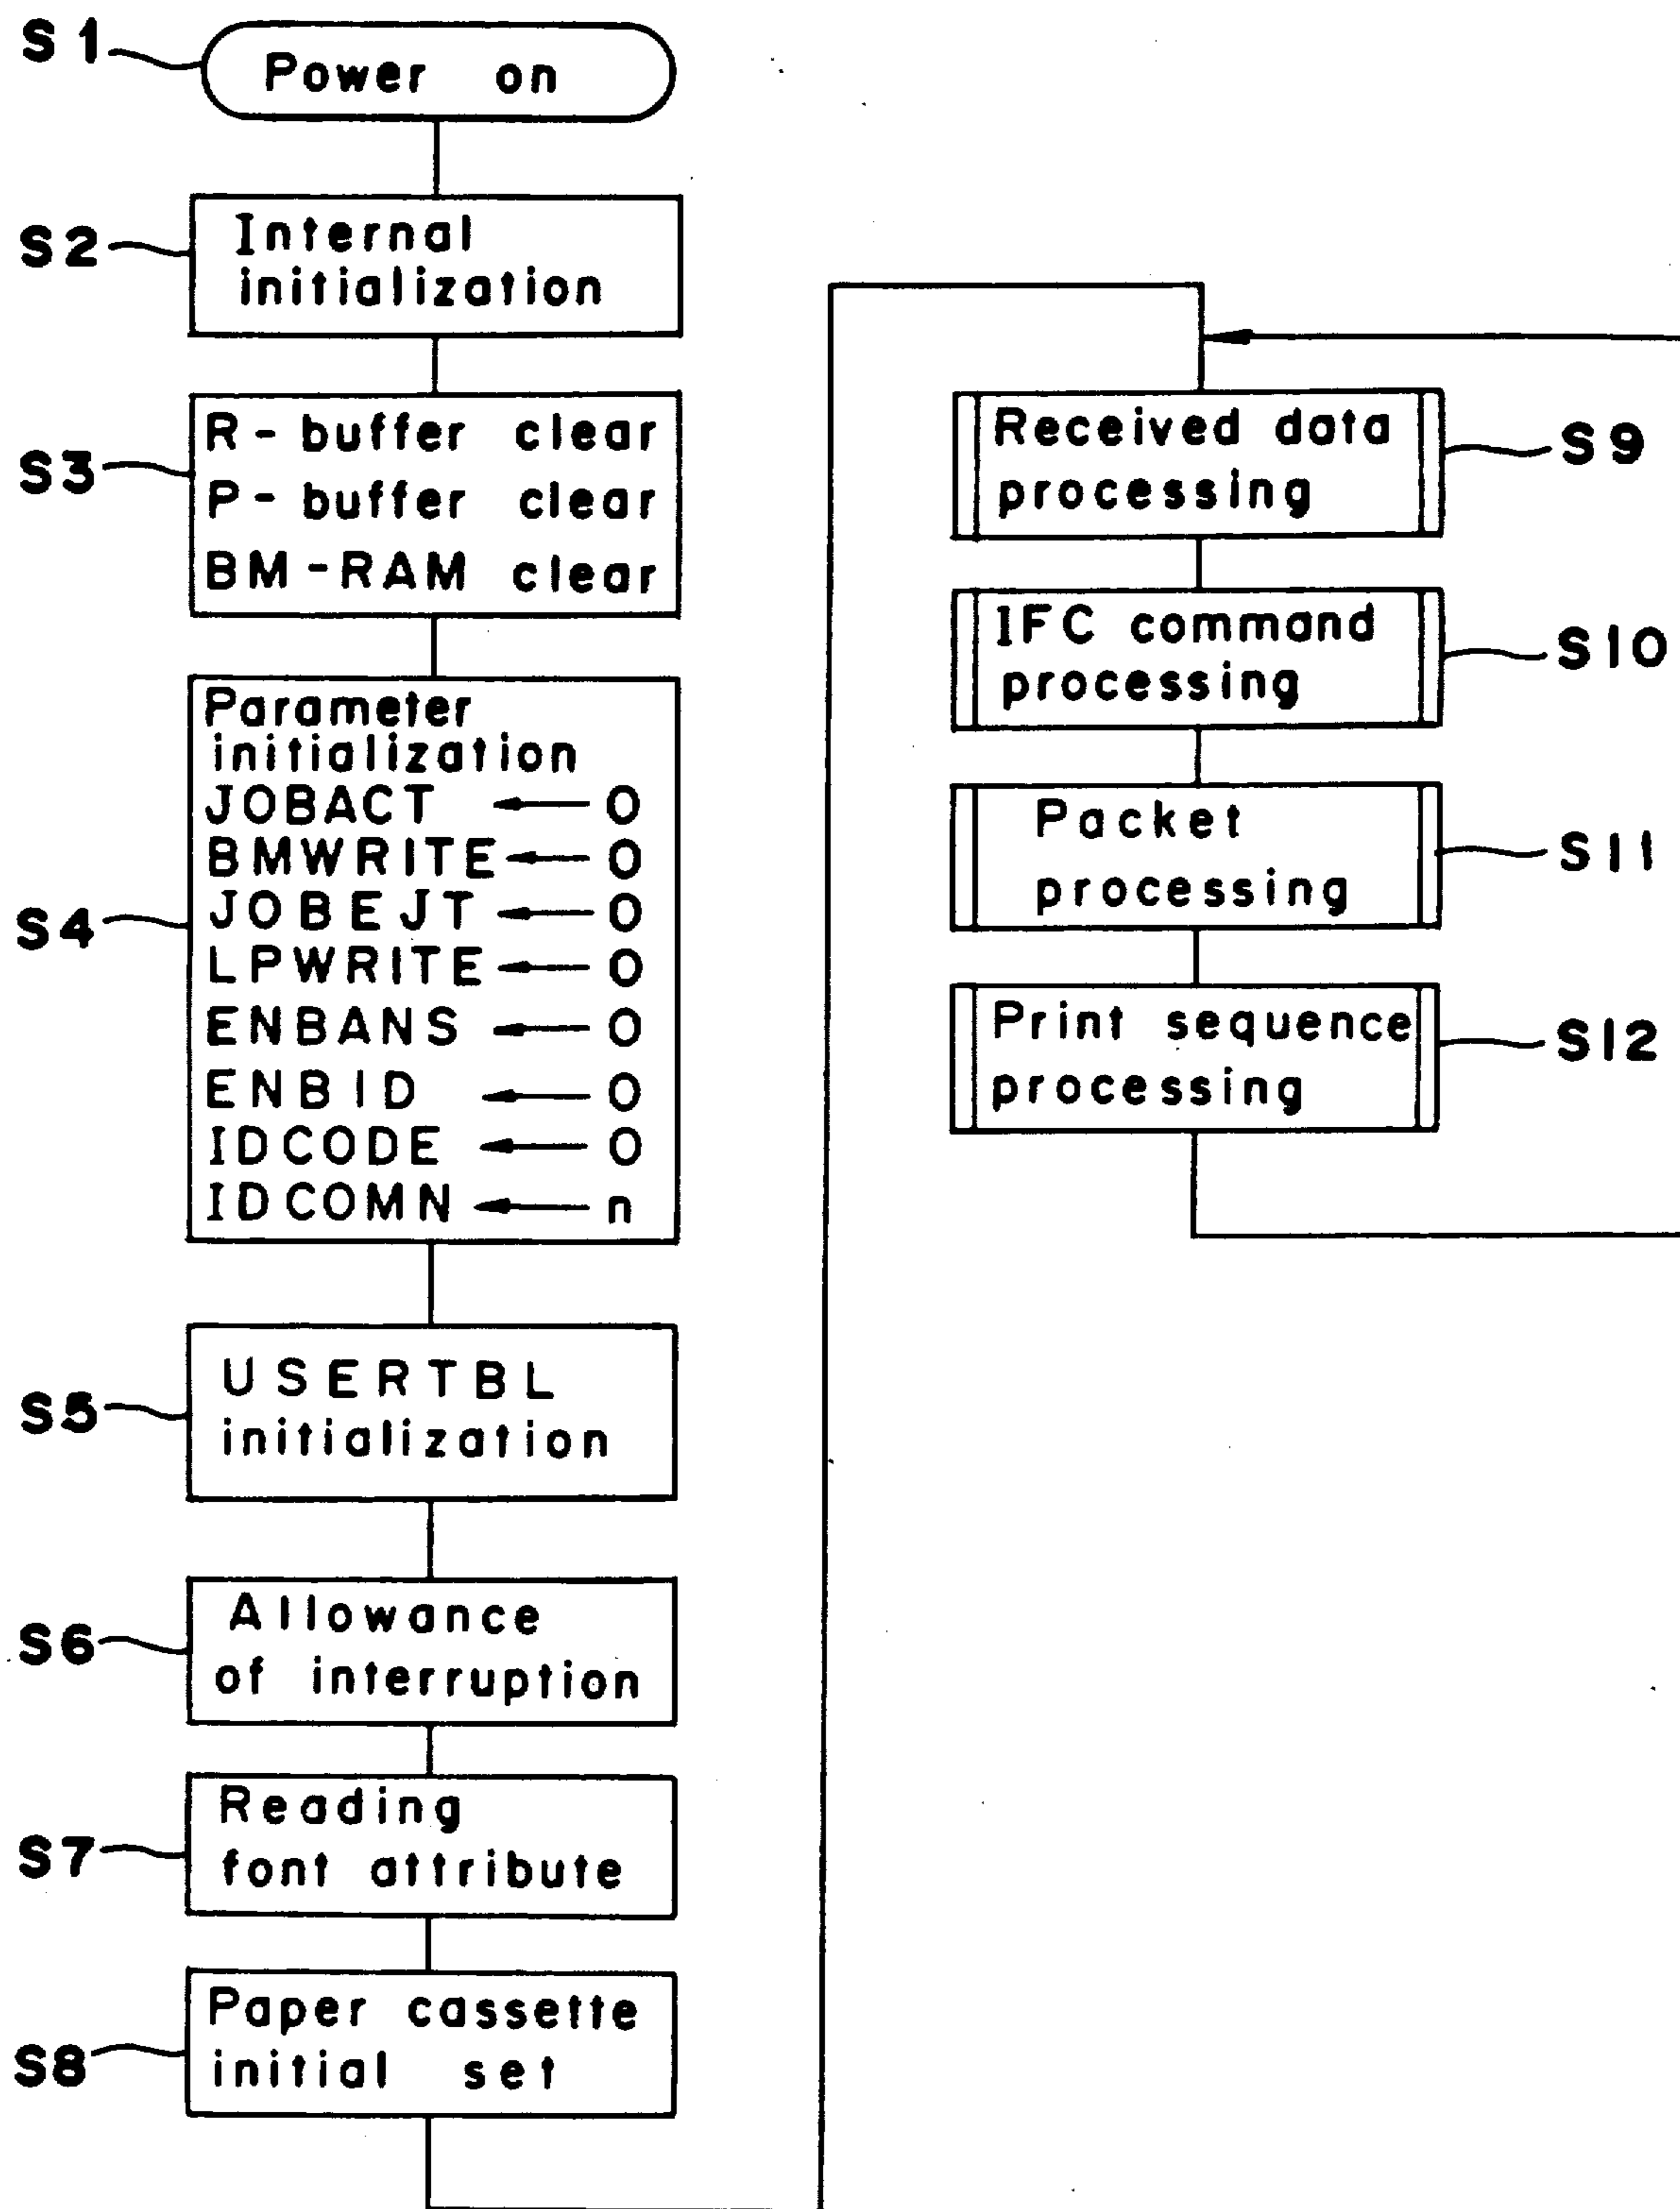 S1
Power on
S2
Internal
initialization
S3
R-buffer clear
P-buffer clear
BM-RAM clear
S4
Parameter
initialization
JOBACT ← 0
BMWRITE ← 0
JOBEJT ← 0
LPWRITE ← 0
ENBANS ← 0
ENBID ← 0
IDCODE ← 0
IDCOMN ← n
S5
USERTBL
initialization
S6
Allowance
of interruption
S7
Reading
font attribute
S8
Paper cassette
initial set
Received data
processing
S9
IFC command
processing
S10
Packet
processing
S11
Print sequence
processing
S12